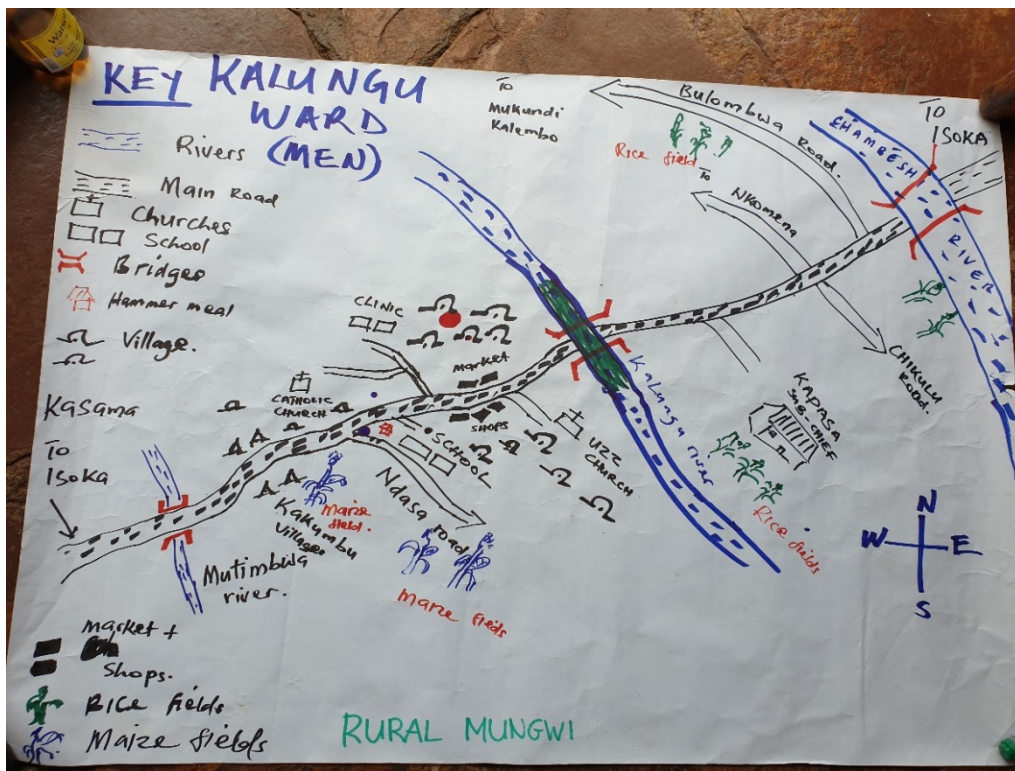 KEY KALUNGU
WARD
(MEN)
Rivers
Main Road
Churches
School
Bridges
Hammer meal
Village.
Kasama
To
Isoka
To
Mukundi
Kalembo
Bulombwa
Road.
Rice field
To
NKomena
To
ISOKA
CHAMBESH
RIVER
CLINIC
market
CATHOLIC
CHURCH
SHOPS
SCHOOL
UZZ
CHURCH
Kalungu river
KAPASA
SUB. CHIEF
CHIKULU
ROAD.
Maize
field.
Kakumbu
Village
Ndasa road
Rice fields
Mutimbwa
river.
Maize fields
N
W E
S
Market +
Shops.
Rice fields
Maize fields
RURAL MUNGWI